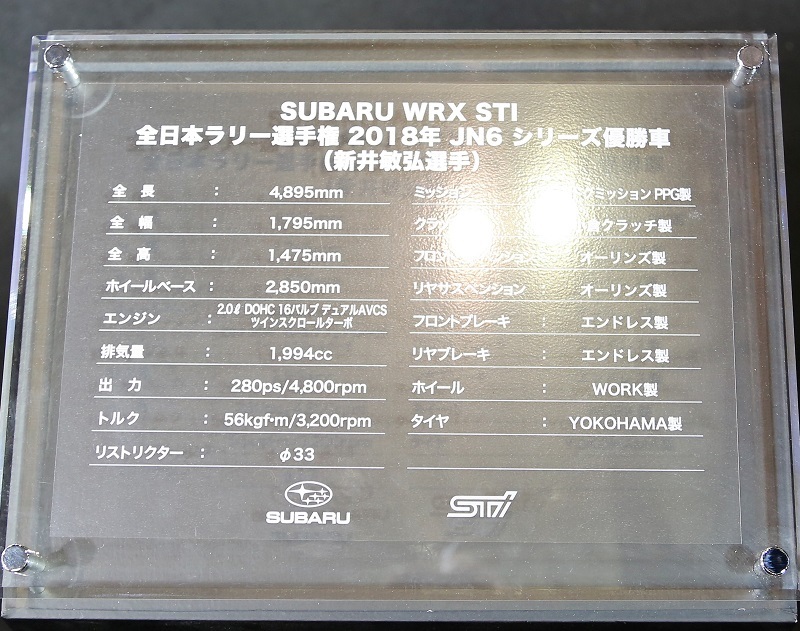 SUBARU WRX STI
全日本ラリー選手権 2018年 JN6 シリーズ優勝車
(新井敏弘選手)
全 長 : 4,895mm
全 幅 : 1,795mm
全 高 : 1,475mm
ホイールベース : 2,850mm
エンジン : 2.0ℓ DOHC 16バルブ デュアルAVCS
ツインスクロールターボ
排気量 : 1,994cc
出 力 : 280ps/4,800rpm
トルク : 56kgf·m/3,200rpm
リストリクター : φ33
ミッション PPG製
クラッチ製
オーリンズ製
リヤサスペンション オーリンズ製
フロントブレーキ : エンドレス製
リヤブレーキ : エンドレス製
ホイール : WORK製
タイヤ : YOKOHAMA製
SUBARU
STI